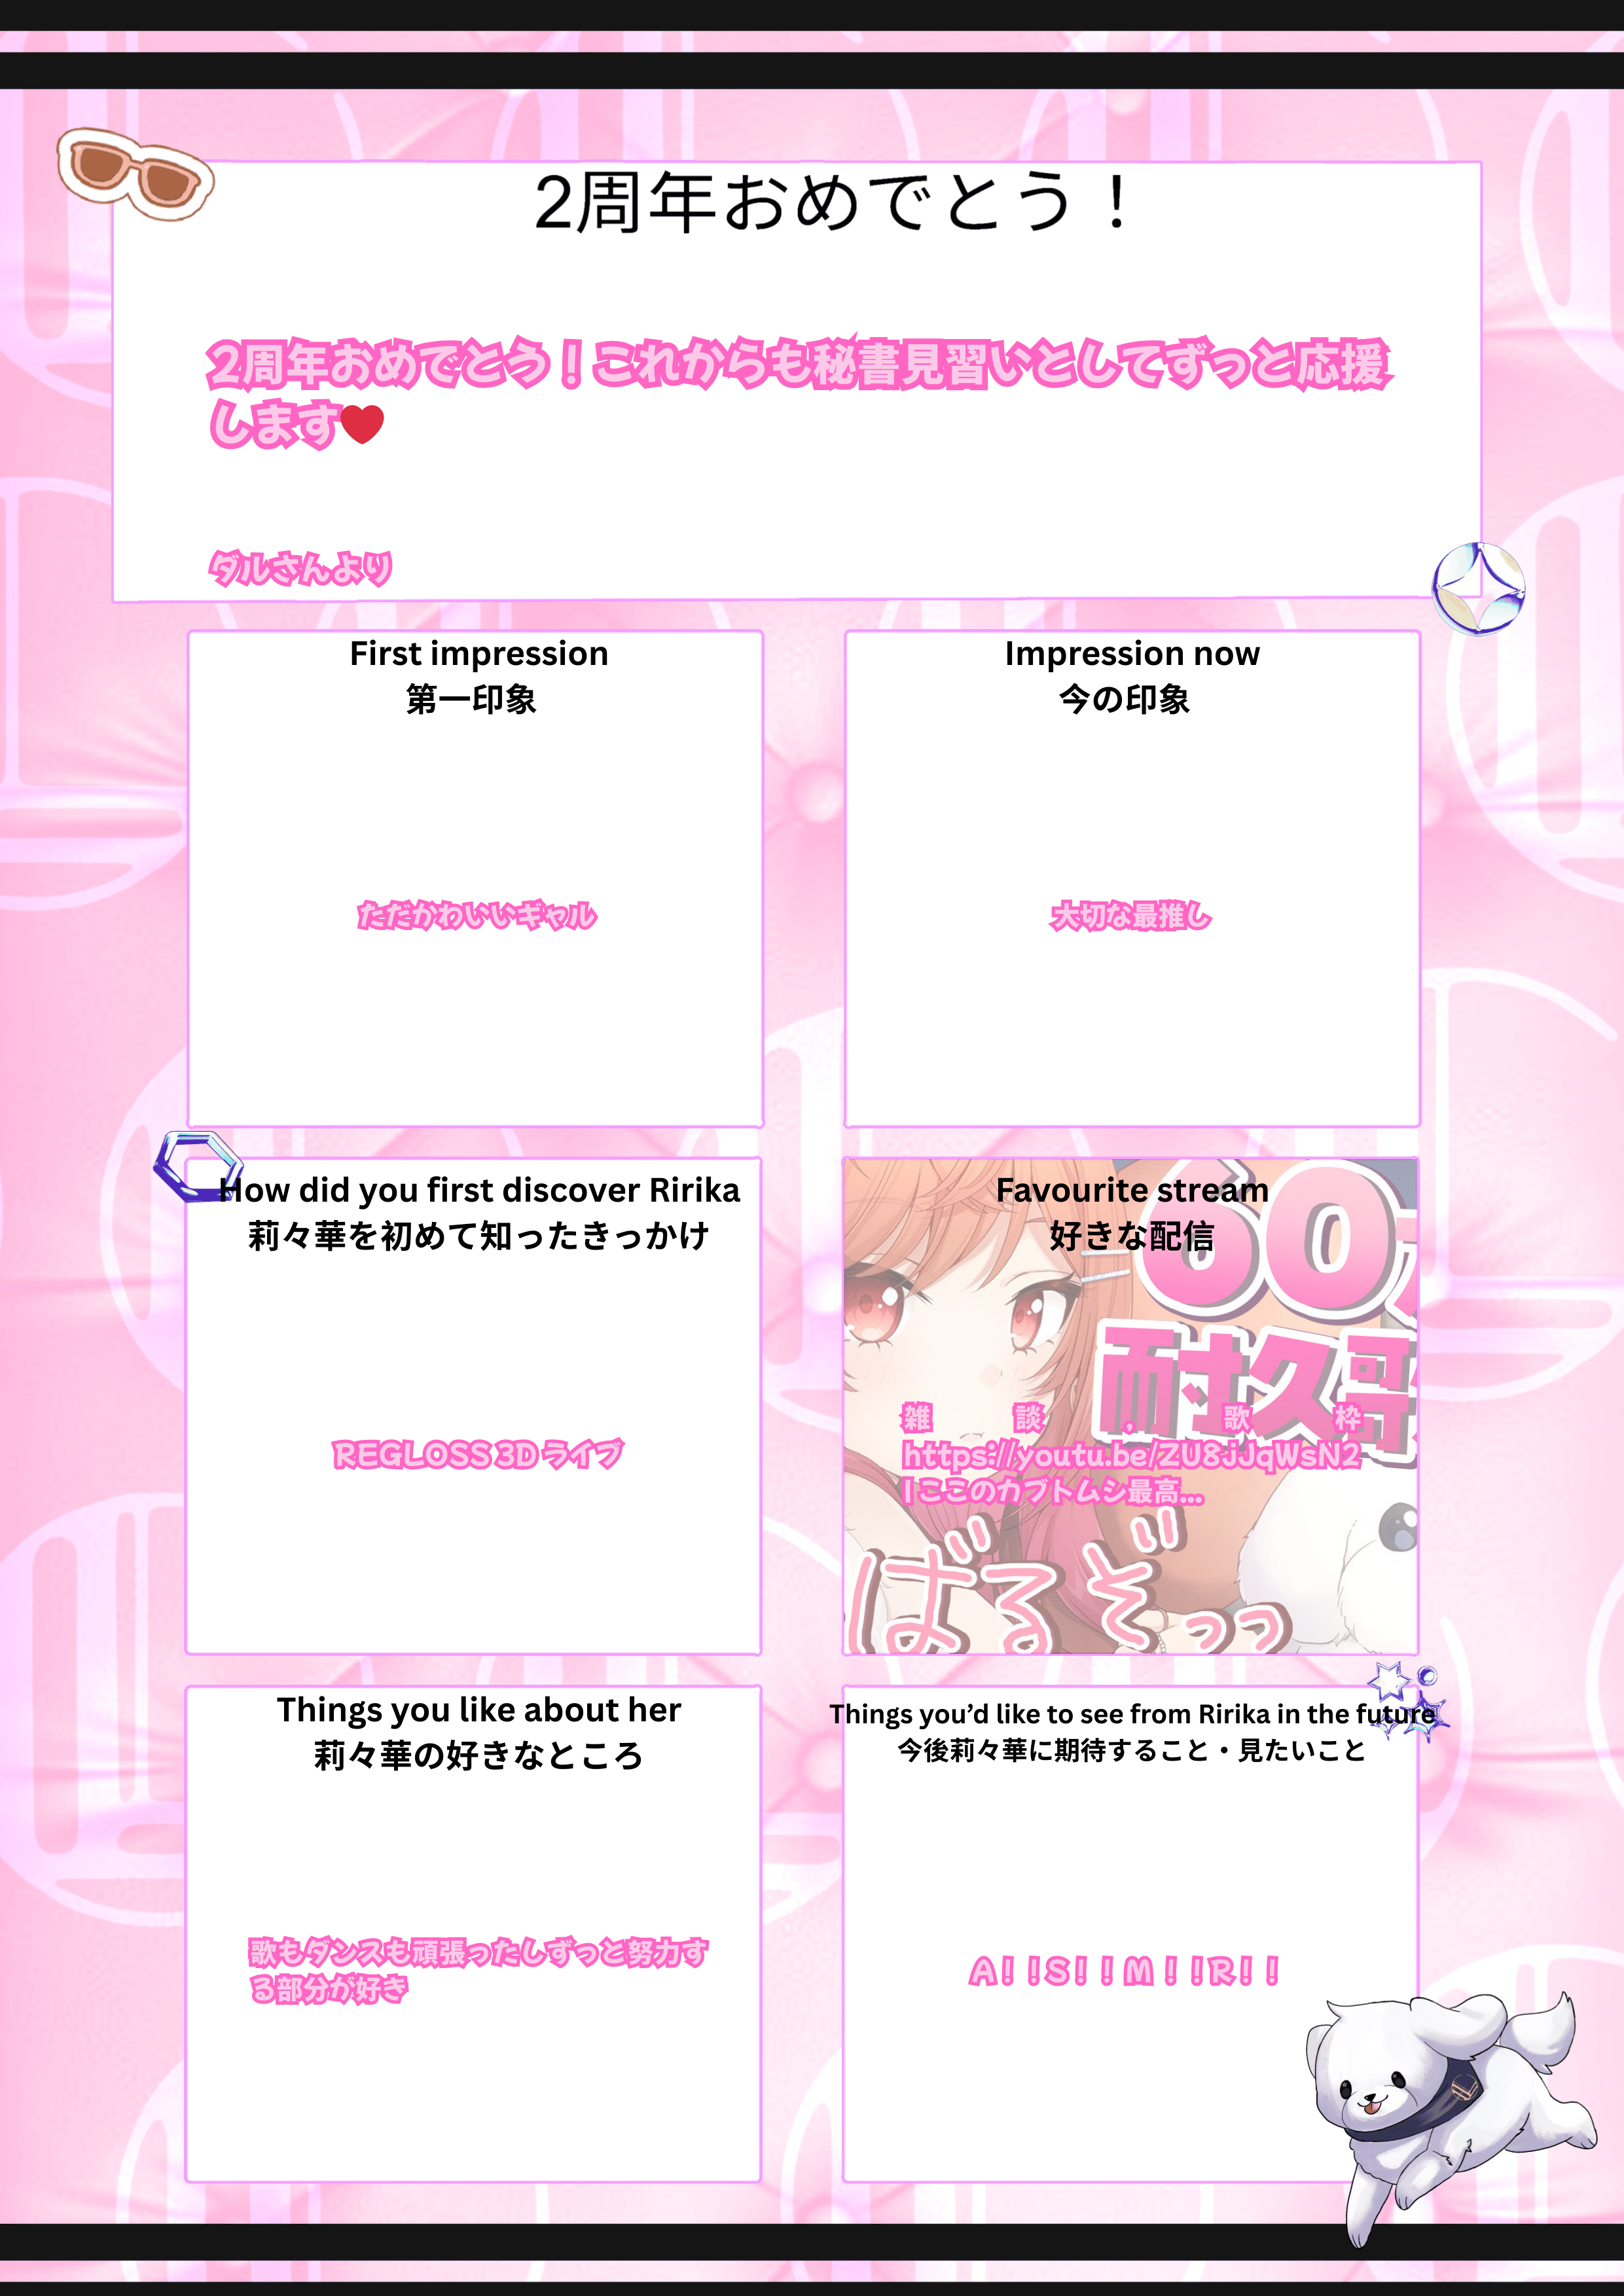 2周年おめでとう！
2周年おめでとう！これからも秘書見習いとしてずっと応援
します❤
ダルさんより
First impression
第一印象
ただかわいいギャル
Impression now
今の印象
大切な最推し
How did you first discover Ririka
莉々華を初めて知ったきっかけ
REGLOSS 3D ライブ
Favourite stream
好きな配信
60
耐久歌
雑談,歌枠
https://youtu.be/ZU8JJqWsN2
I ここのカブトムシ最高...
ばるぞっっ
Things you like about her
莉々華の好きなところ
歌もダンスも頑張ったしずっと努力す
る部分が好き
Things you’d like to see from Ririka in the future
今後莉々華に期待すること・見たいこと
A！！S！！M！！R！！